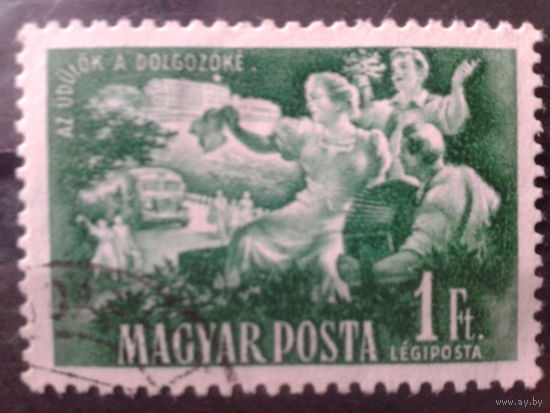 AZ ÜDÜLŐK A DOLGOZÓKÉ.
1 Ft.
MAGYAR POSTA
LÉGIPOSTA
www.ay.by